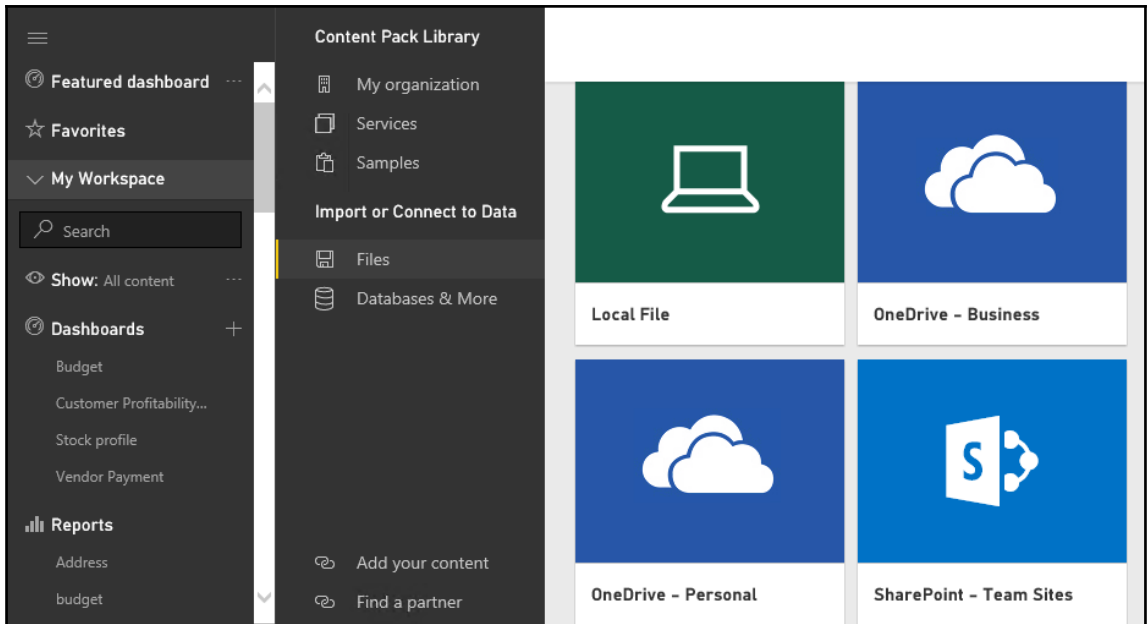 Featured dashboard ...
Favorites
My Workspace
Search
Show: All content ...
Dashboards +
Budget
Customer Profitability...
Stock profile
Vendor Payment
Reports
Address
budget
Content Pack Library
My organization
Services
Samples
Import or Connect to Data
Files
Databases & More
Add your content
Find a partner
Local File
OneDrive - Business
OneDrive - Personal
S
SharePoint - Team Sites